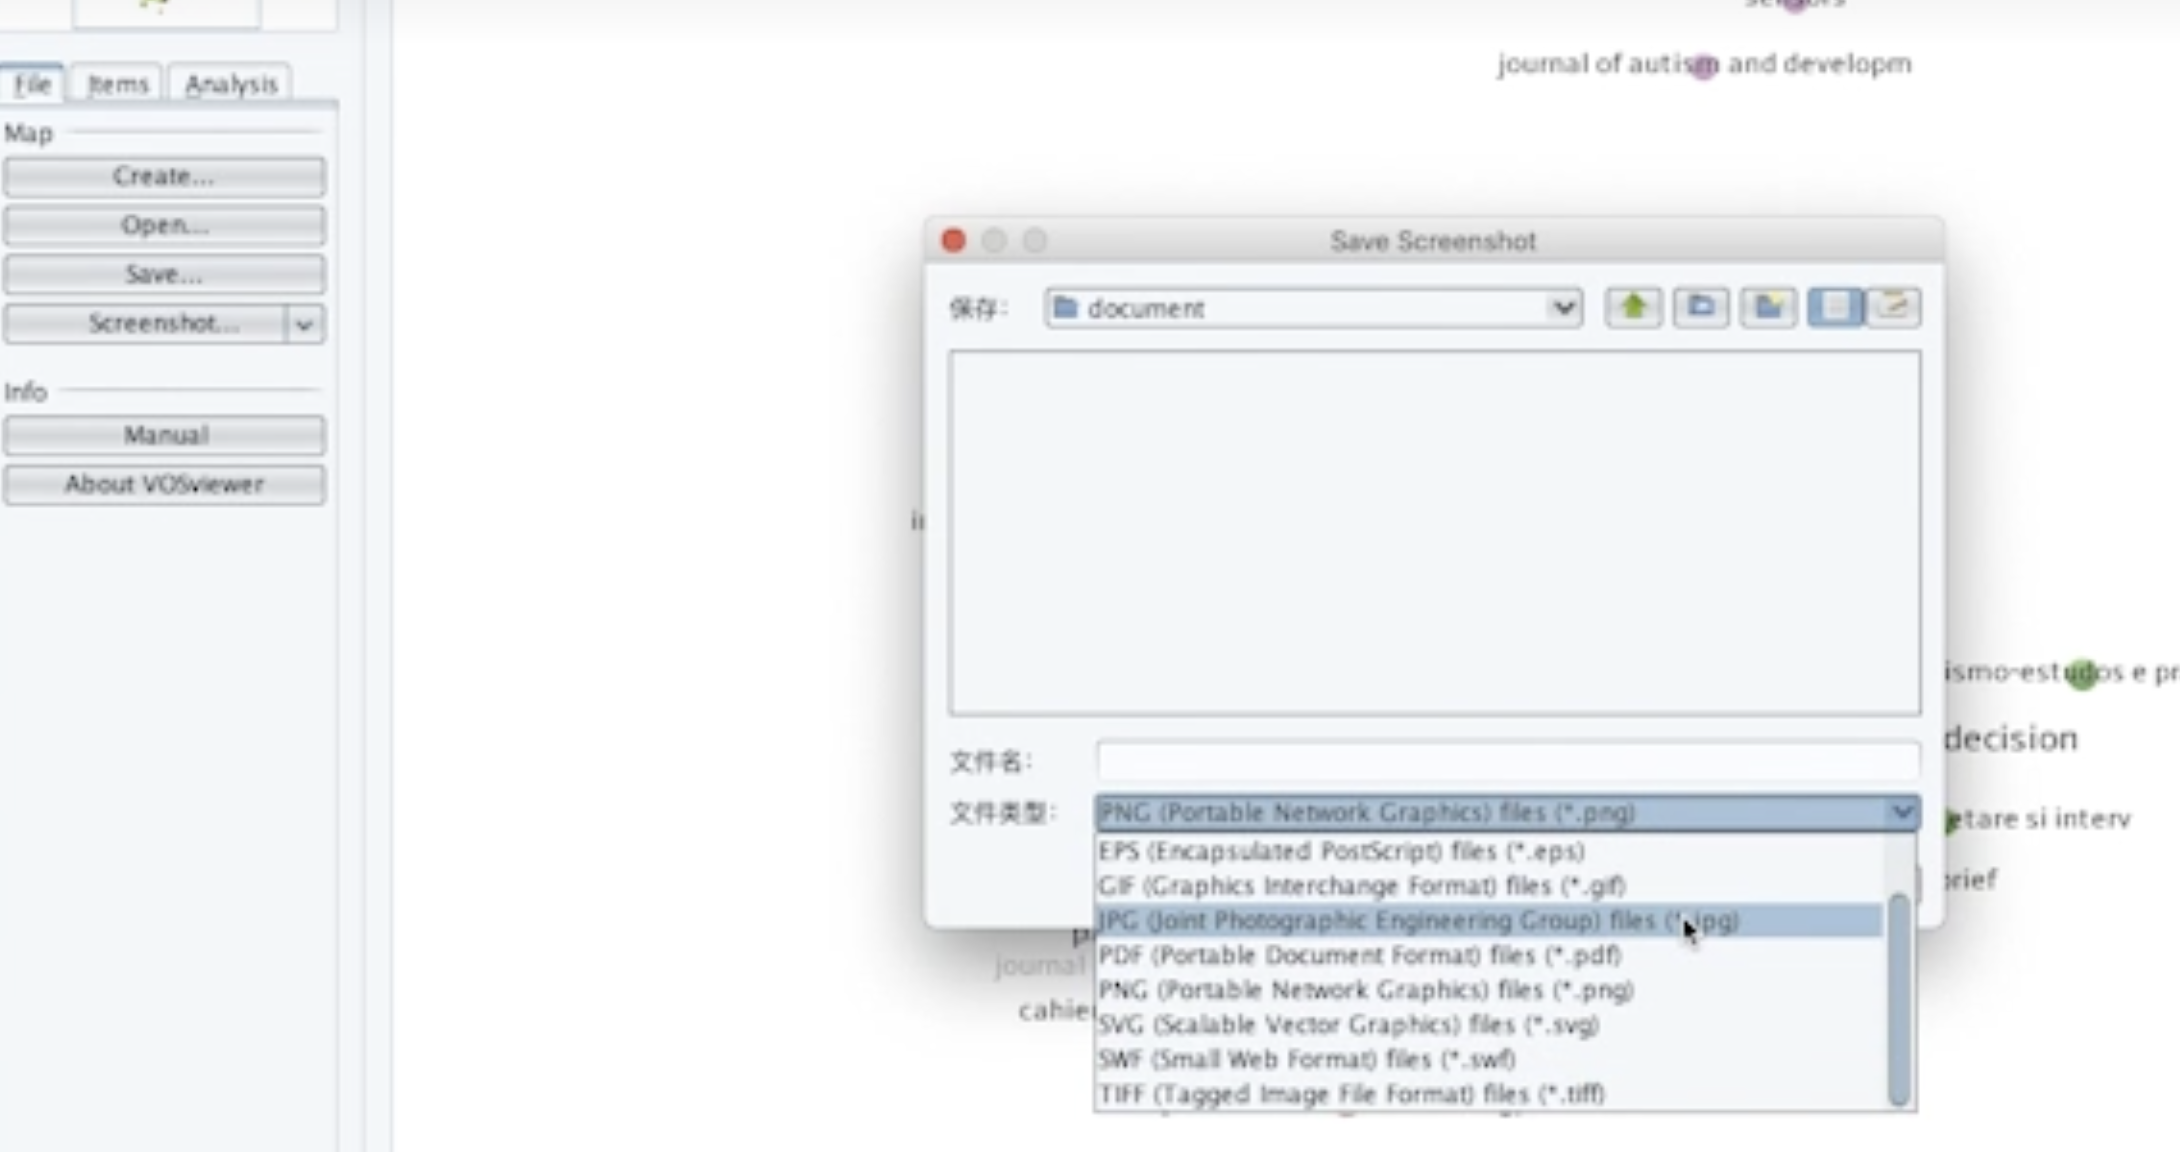 sensors
journal of autism and developm
File Items Analysis
Map
Create...
Open...
Save...
Screenshot...
Info
Manual
About VOSviewer
Save Screenshot
保存: document
文件名:
文件类型: PNG (Portable Network Graphics) files (*.png)
EPS (Encapsulated PostScript) files (*.eps)
GIF (Graphics Interchange Format) files (*.gif)
JPG (Joint Photographic Engineering Group) files (*.jpg)
PDF (Portable Document Format) files (*.pdf)
PNG (Portable Network Graphics) files (*.png)
SVG (Scalable Vector Graphics) files (*.svg)
SWF (Small Web Format) files (*.swf)
TIFF (Tagged Image File Format) files (*.tiff)
ismo-estudos e pr
decision
etare si interv
brief
journal
cahie